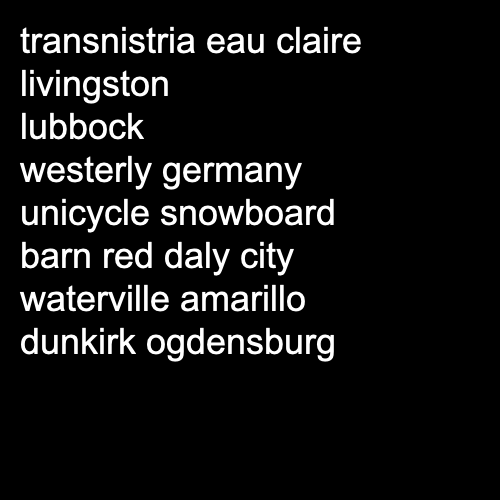 transnistria eau claire
livingston
lubbock
westerly germany
unicycle snowboard
barn red daly city
waterville amarillo
dunkirk ogdensburg